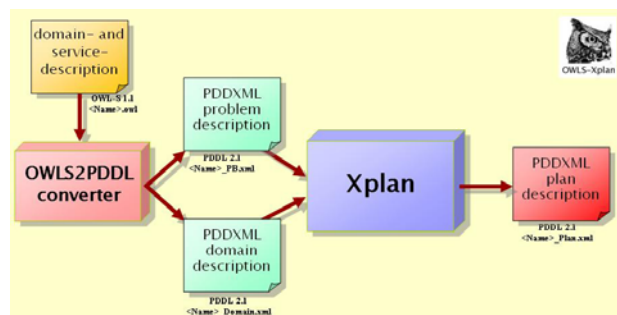 domain- and
service-
description
OWL-S 1.1
<Name>.owl
OWLS2PDDL
converter
PDDXML
problem
description
PDDL 2.1
<Name>_PB.xml
PDDXML
domain
description
PDDL 2.1
<Name>_Domain.xml
Xplan
OWLS-Xplan
PDDXML
plan
description
PDDL 2.1
<Name>_Plan.xml